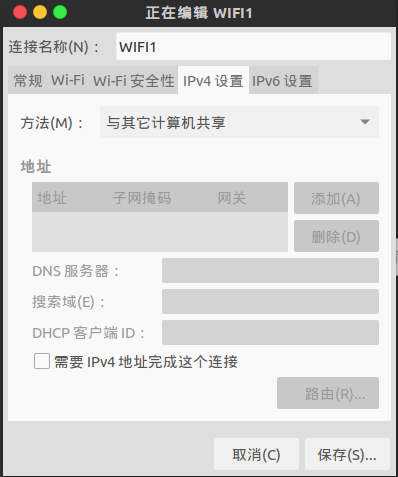 正在编辑 WIFI1
连接名称(N)： WIFI1
常规 Wi-Fi Wi-Fi 安全性 IPv4 设置 IPv6 设置
方法(M)： 与其它计算机共享
地址
地址 子网掩码 网关 添加(A)
删除(D)
DNS 服务器：
搜索域(E)：
DHCP 客户端 ID：
需要 IPv4 地址完成这个连接
路由(R)...
取消(C) 保存(S)...